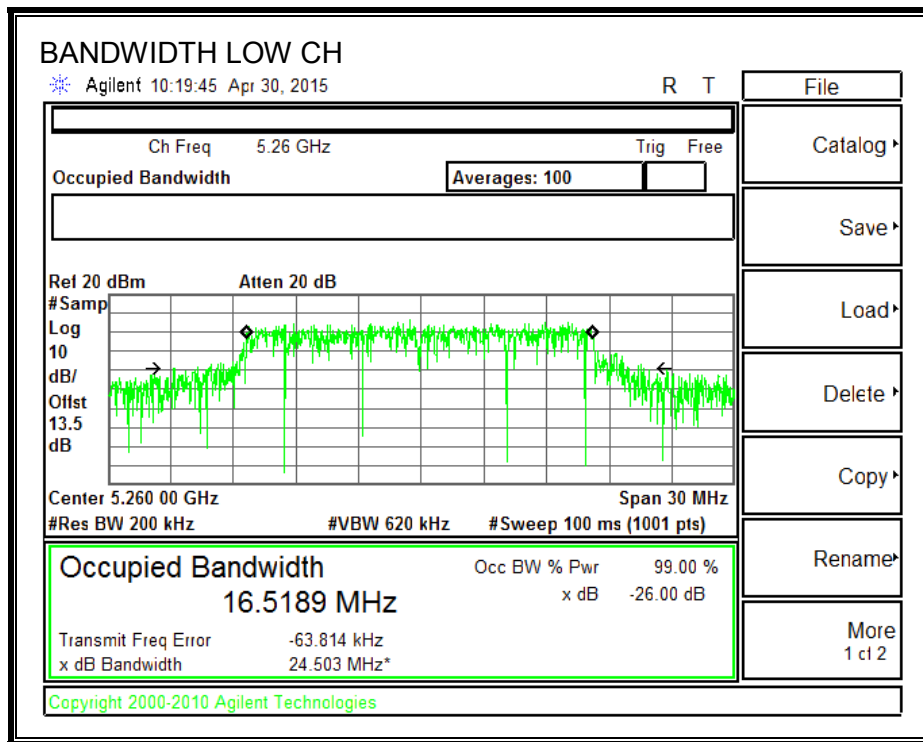 BANDWIDTH LOW CH
Agilent 10:19:45 Apr 30, 2015 R T
File
Ch Freq 5.26 GHz Trig Free
Occupied Bandwidth Averages: 100
Catalog
Save
Load
Delete
Copy
Rename
More
1 of 2
Ref 20 dBm Atten 20 dB
#Samp
Log
10
dB/
Offst
13.5
dB
Center 5.260 00 GHz Span 30 MHz
#Res BW 200 kHz #VBW 620 kHz #Sweep 100 ms (1001 pts)
Occupied Bandwidth Occ BW % Pwr 99.00 %
16.5189 MHz x dB -26.00 dB
Transmit Freq Error -63.814 kHz
x dB Bandwidth 24.503 MHz*
Copyright 2000-2010 Agilent Technologies